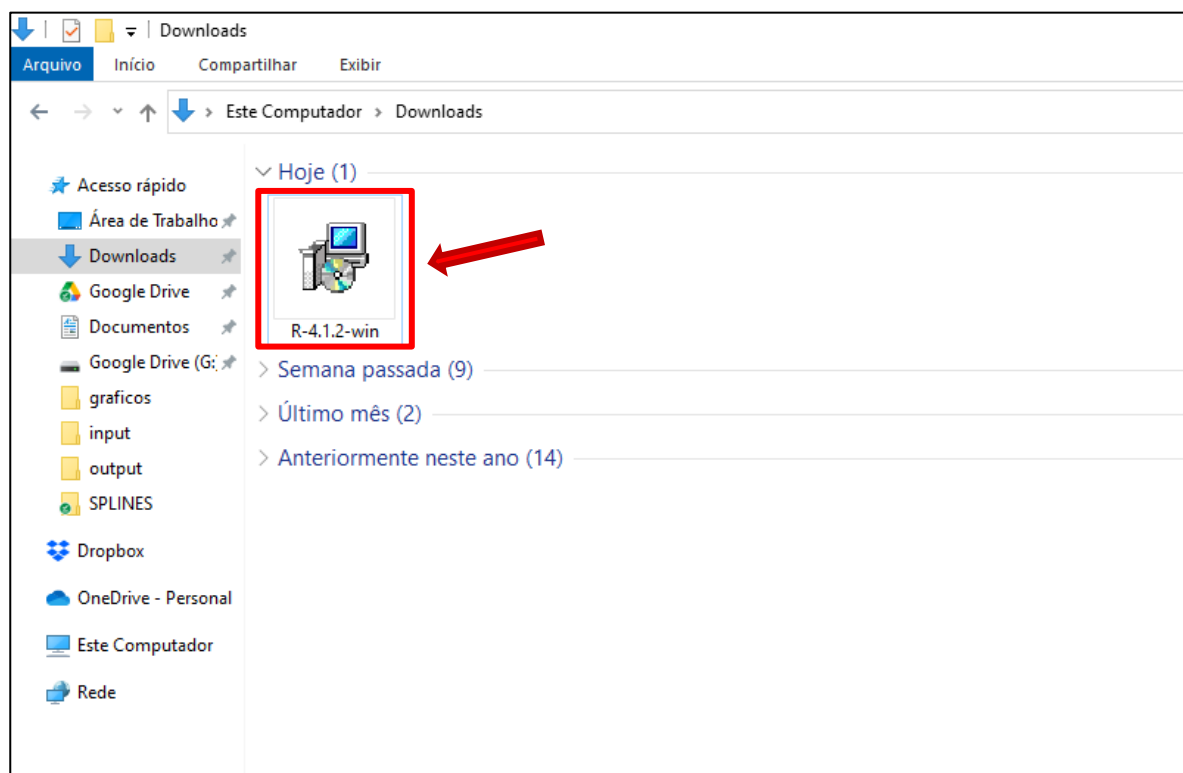 Downloads
Arquivo Início Compartilhar Exibir
Este Computador Downloads
Acesso rápido
Área de Trabalho
Downloads
Google Drive
Documentos
Google Drive (G:
graficos
input
output
SPLINES
Dropbox
OneDrive - Personal
Este Computador
Rede
Hoje (1)
R-4.1.2-win
Semana passada (9)
Último mês (2)
Anteriormente neste ano (14)